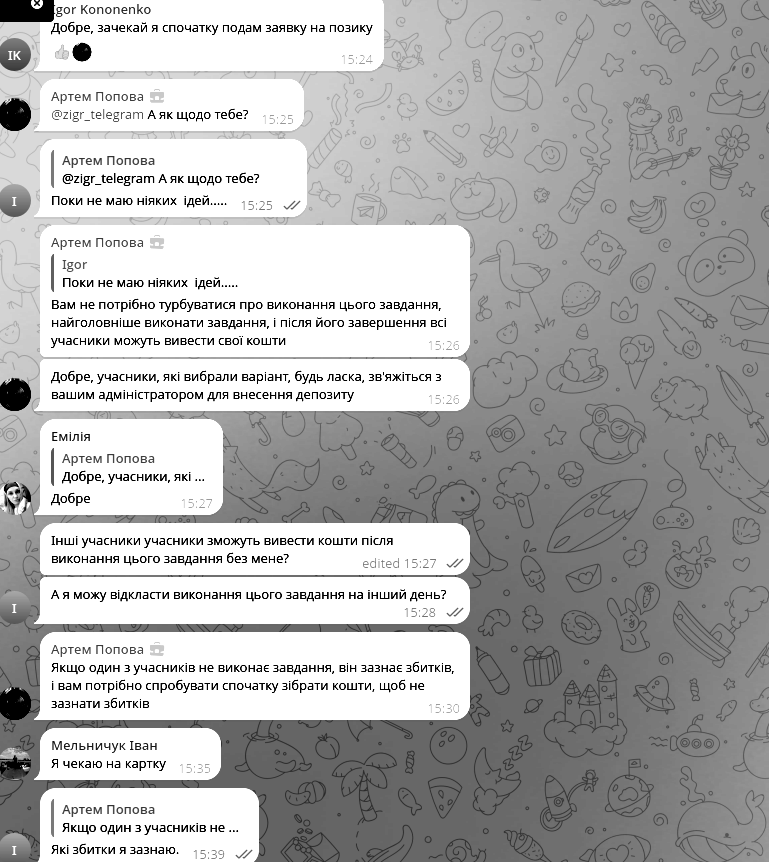 Igor Kononenko
Добре, зачекай я спочатку подам заявку на позику
15:24
IK
Артем Попова
@zigr_telegram А як щодо тебе?
15:25
Артем Попова
@zigr_telegram А як щодо тебе?
Поки не маю ніяких ідей.....
15:25
I
Артем Попова
Igor
Поки не маю ніяких ідей.....
Вам не потрібно турбуватися про виконання цього завдання,
найголовніше виконати завдання, і після його завершення всі
учасники можуть вивести свої кошти
15:26
Добре, учасники, які вибрали варіант, будь ласка, зв'яжіться з
вашим адміністратором для внесення депозиту
15:26
Емілія
Артем Попова
Добре, учасники, які ...
Добре
15:27
Інші учасники учасники зможуть вивести кошти після
виконання цього завдання без мене?
edited 15:27
А я можу відкласти виконання цього завдання на інший день?
15:28
I
Артем Попова
Якщо один з учасників не виконає завдання, він зазнає збитків,
і вам потрібно спробувати спочатку зібрати кошти, щоб не
зазнати збитків
15:30
Мельничук Іван
Я чекаю на картку
15:35
Артем Попова
Якщо один з учасників не ...
Які збитки я зазнаю.
15:39
I